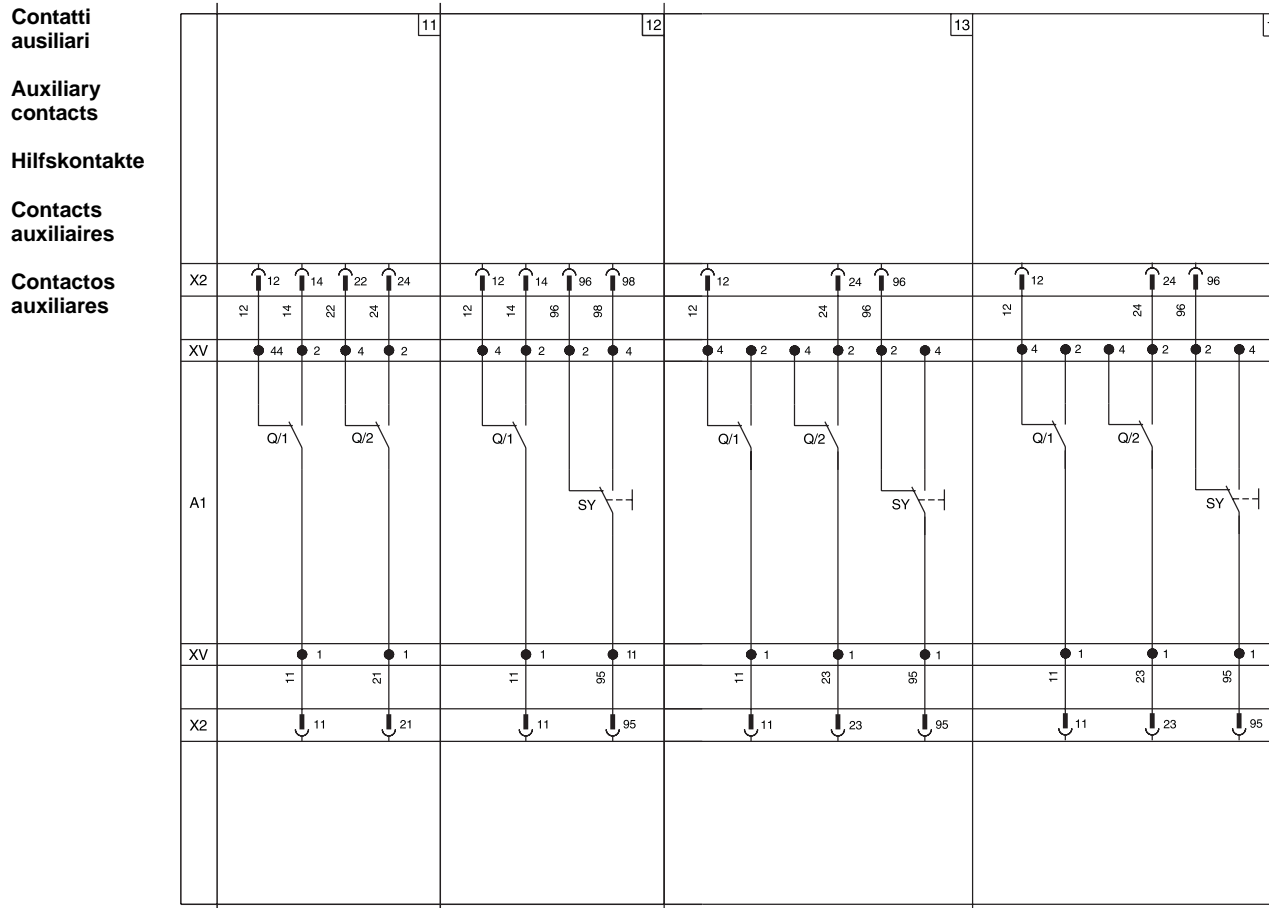 Contatti
ausiliari
Auxiliary
contacts
Hilfskontakte
Contacts
auxiliaires
Contactos
auxiliares
11 12 13 1
X2 12 14 22 24 12 14 96 98 12 24 96 12 24 96
12 14 22 24 12 14 96 98 12 24 96 12 24 96
XV 44 2 4 2 4 2 2 4 4 2 4 2 2 4 4 2 4 2 2 4
Q/1 Q/2 Q/1 Q/1 Q/2 Q/1 Q/2
A1 SY SY SY
XV 1 1 1 11 1 1 1 1 1 1
11 21 11 95 11 23 95 11 23 95
X2 11 21 11 95 11 23 95 11 23 95